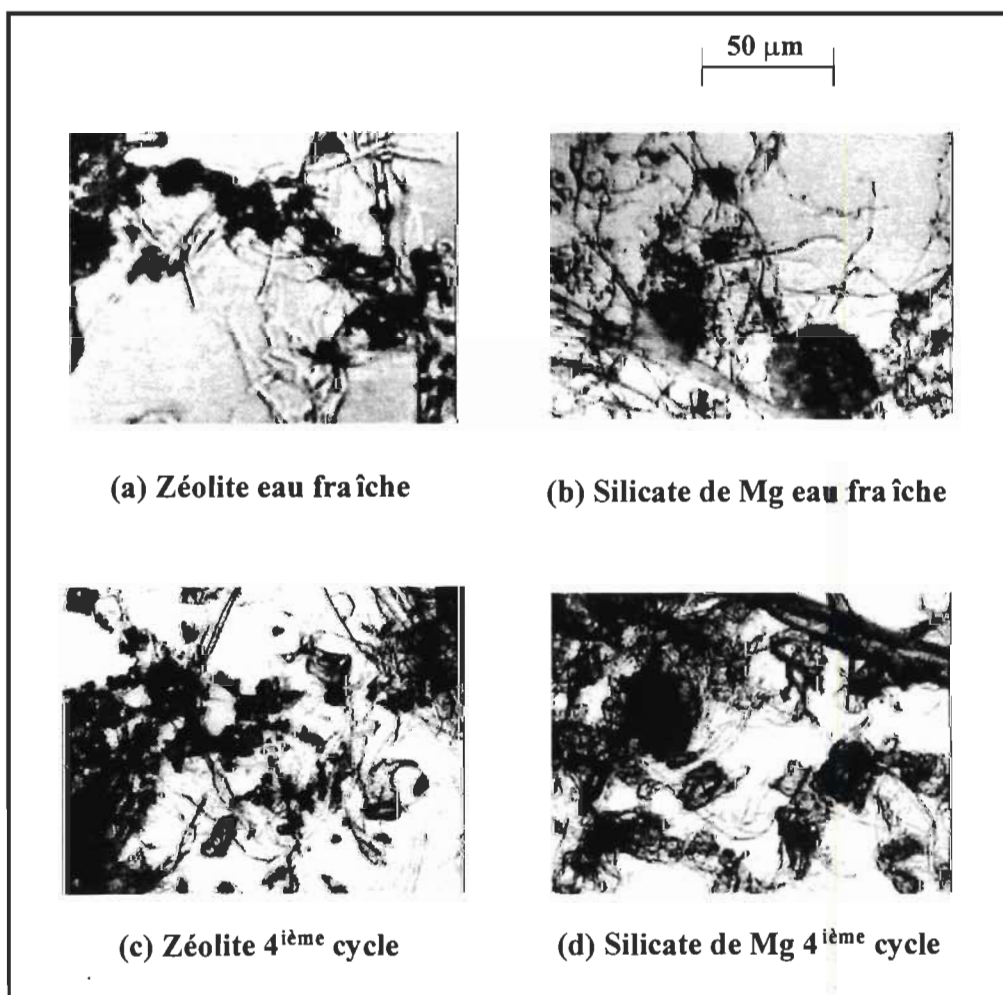 50 μm
(a) Zéolite eau fraîche
(b) Silicate de Mg eau fraîche
(c) Zéolite 4ième cycle
(d) Silicate de Mg 4ième cycle